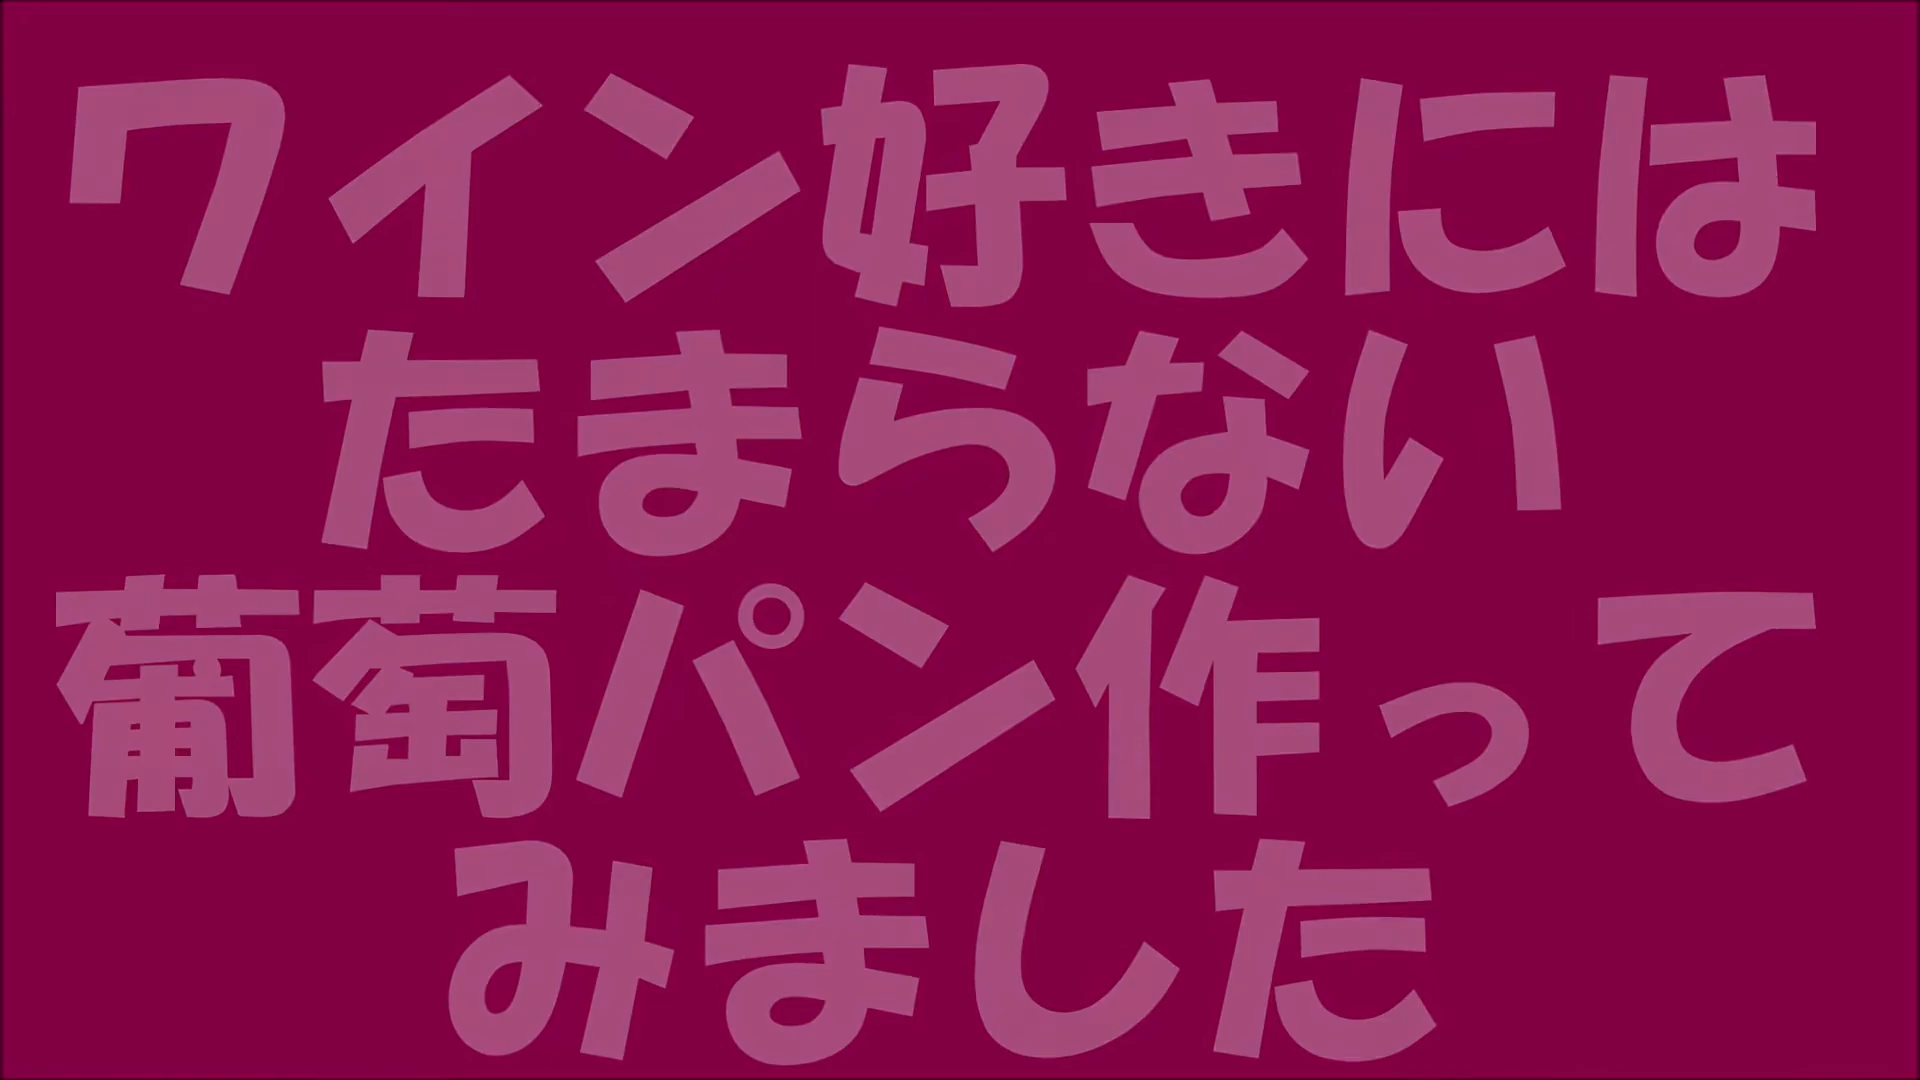 ワイン好きには
たまらない
葡萄パン作って
みました